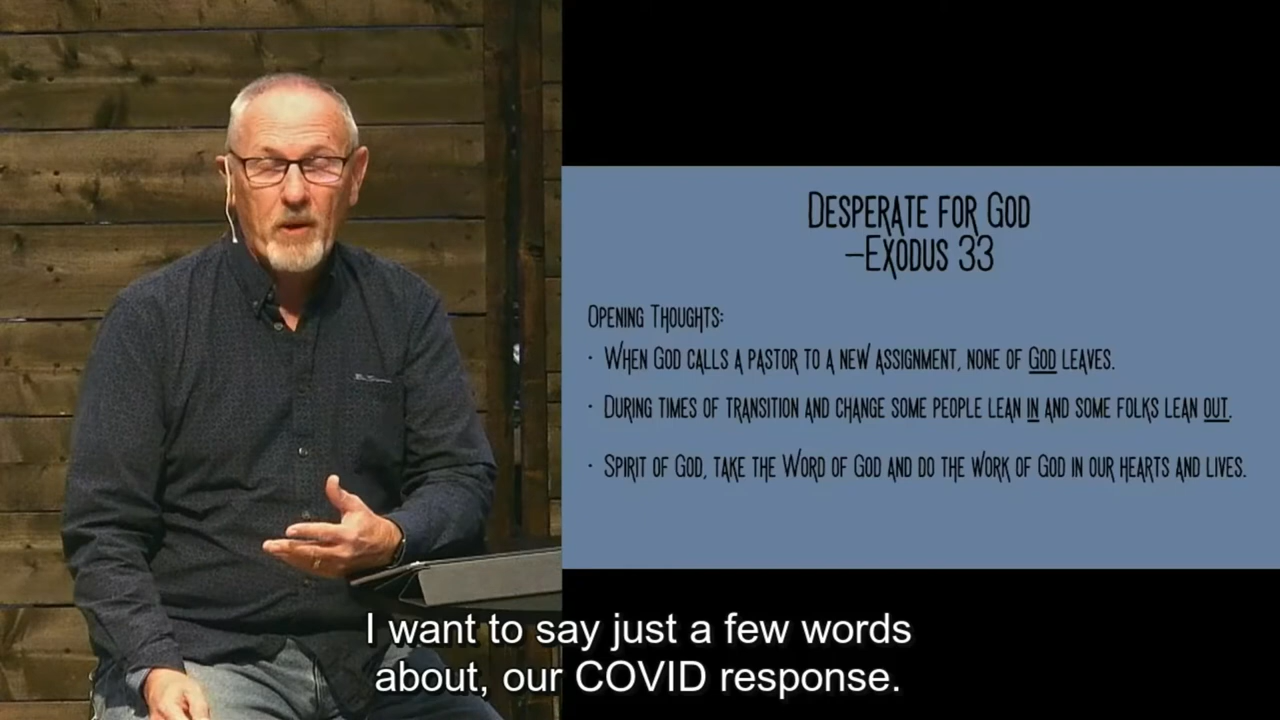 DESPERATE FOR GOD
–EXODUS 33
OPENING THOUGHTS:
· WHEN GOD CALLS A PASTOR TO A NEW ASSIGNMENT, NONE OF GOD LEAVES.
· DURING TIMES OF TRANSITION AND CHANGE SOME PEOPLE LEAN IN AND SOME FOLKS LEAN OUT.
· SPIRIT OF GOD, TAKE THE WORD OF GOD AND DO THE WORK OF GOD IN OUR HEARTS AND LIVES.
I want to say just a few words
about, our COVID response.